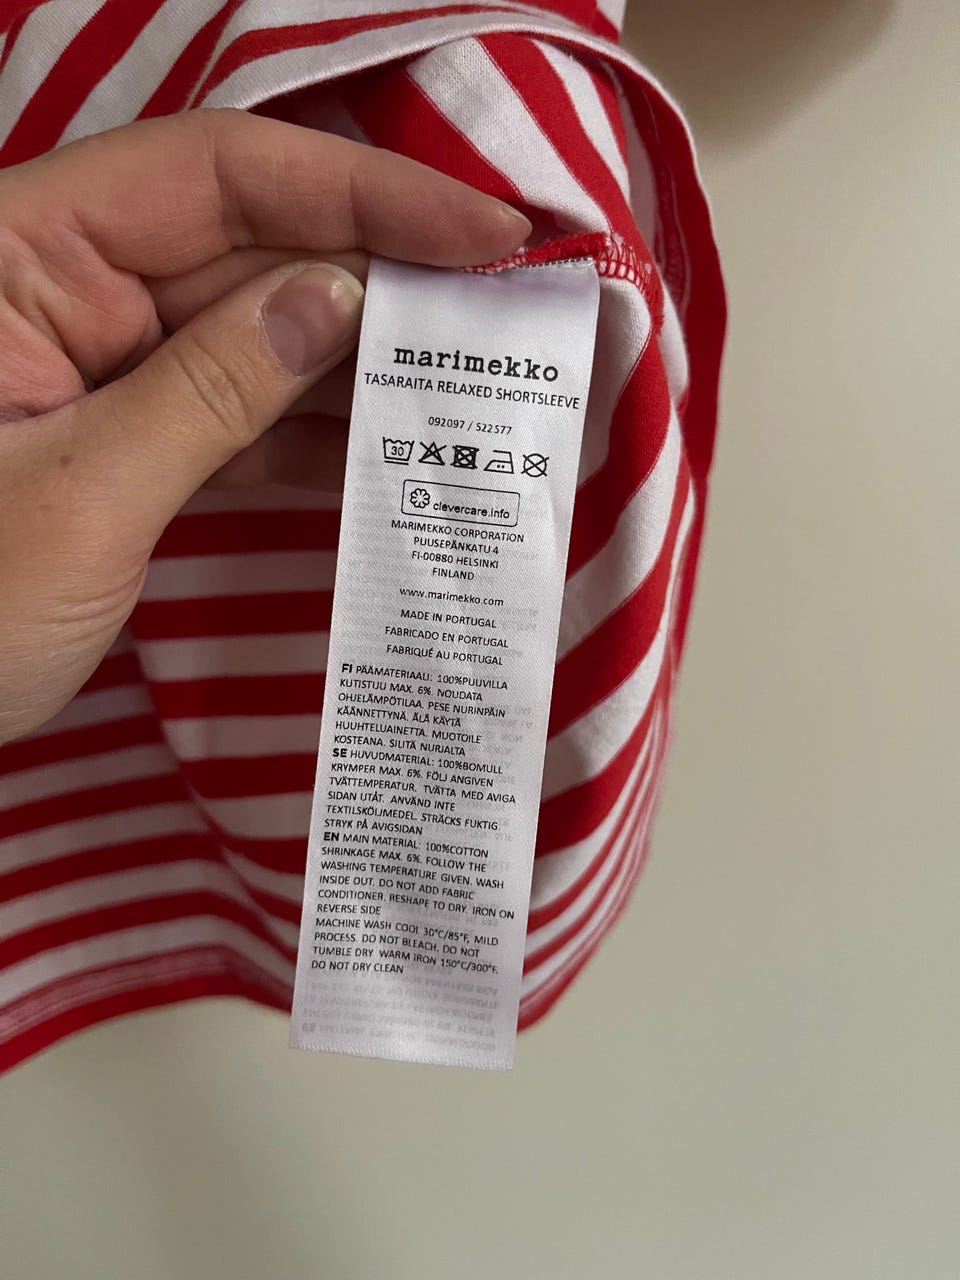 marimekko
TASARAITA RELAXED SHORTSLEEVE
092097 / 522577
30
clevercare.info
MARIMEKKO CORPORATION
PUUSEPÄNKATU 4
FI-00880 HELSINKI
FINLAND
www.marimekko.com
MADE IN PORTUGAL
FABRICADO EN PORTUGAL
FABRIQUÉ AU PORTUGAL
FI PÄÄMATERIAALI: 100%PUUVILLA
KUTISTUU MAX. 6%. NOUDATA
OHJELÄMPÖTILAA. PESE NURINPÄIN
KÄÄNNETTYNÄ. ÄLÄ KÄYTÄ
HUUHTELUAINETTA. MUOTOILE
KOSTEANA. SILITÄ NURJALTA
SE HUVUDMATERIAL: 100%BOMULL
KRYMPER MAX. 6%. FÖLJ ANGIVEN
TVÄTTEMPERATUR. TVÄTTA MED AVIGA
SIDAN UTÅT. ANVÄND INTE
TEXTILSKÖLJMEDEL. STRÄCKS FUKTIG.
STRYK PÅ AVIGSIDAN
EN MAIN MATERIAL: 100%COTTON
SHRINKAGE MAX. 6%. FOLLOW THE
WASHING TEMPERATURE GIVEN. WASH
INSIDE OUT. DO NOT ADD FABRIC
CONDITIONER. RESHAPE TO DRY. IRON ON
REVERSE SIDE
MACHINE WASH COOL 30°C/85°F, MILD
PROCESS. DO NOT BLEACH. DO NOT
TUMBLE DRY  WARM IRON 150°C/300°F.
DO NOT DRY CLEAN